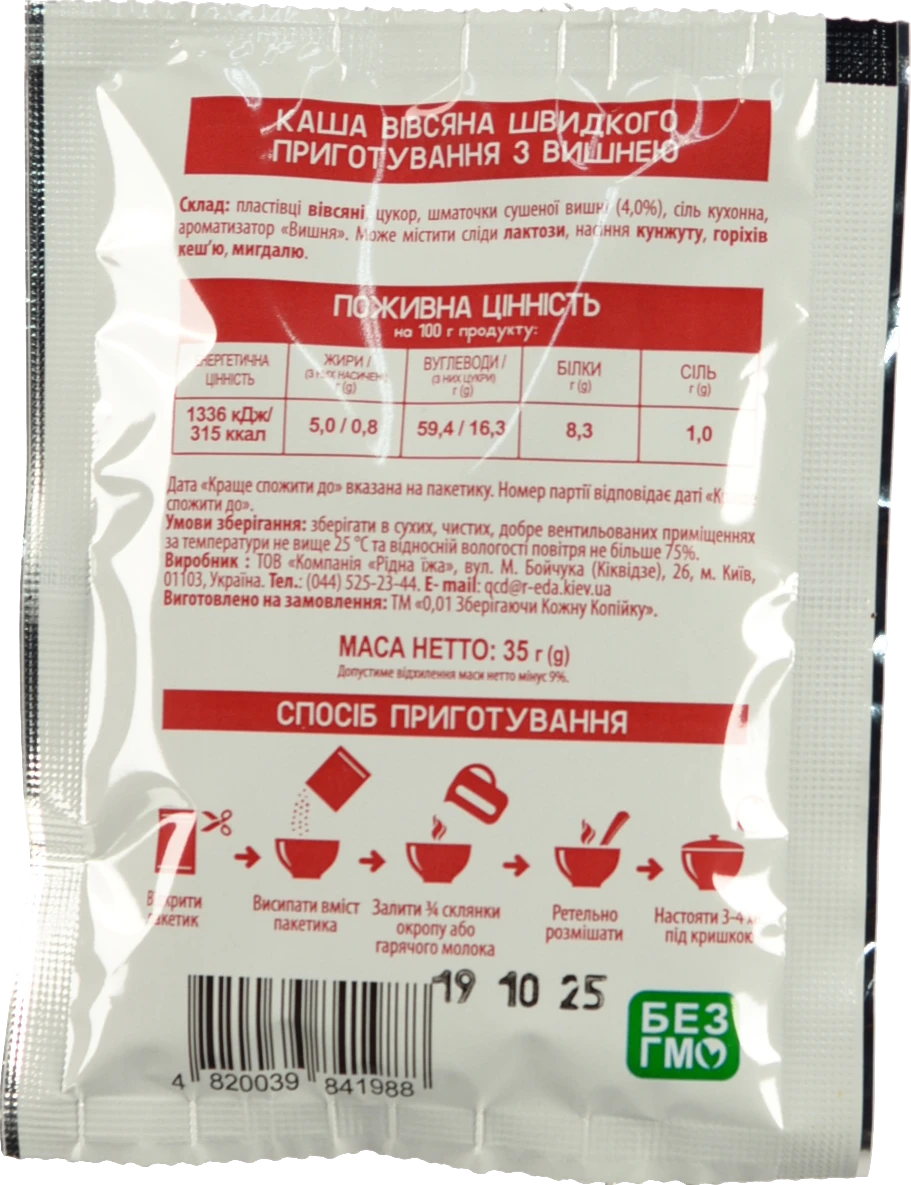 КАША ВІВСЯНА ШВИДКОГО
ПРИГОТУВАННЯ З ВИШНЕЮ
Склад: пластівці вівсяні, цукор, шматочки сушеної вишні (4,0%), сіль кухонна,
ароматизатор «Вишня». Може містити сліди лактози, насіння кунжуту, горіхів
кеш'ю, мигдалю.
ПОЖИВНА ЦІННІСТЬ
на 100 г продукту:
ЕНЕРГЕТИЧНА
ЦІННІСТЬ
ЖИРИ /
(З НИХ НАСИЧЕНІ)
г (g)
ВУГЛЕВОДИ /
(З НИХ ЦУКРИ)
г (g)
БІЛКИ
г (g)
СІЛЬ
г (g)
1336 кДж/
315 ккал
5,0 / 0,8
59,4 / 16,3
8,3
1,0
Дата «Краще спожити до» вказана на пакетику. Номер партії відповідає даті
спожити до».
Умови зберігання: зберігати в сухих, чистих, добре вентильованих приміщеннях
за температури не вище 25 °С та відносній вологості повітря не більше 75%.
Виробник : ТОВ «Компанія «Рідна їжа», вул. М. Бойчука (Кіквідзе), 26, м. Київ,
01103, Україна. Тел.: (044) 525-23-44. E- mail: qcd@r-eda.kiev.ua
Виготовлено на замовлення: ТМ «0,01 Зберігаючи Кожну Копійку».
МАСА НЕТТО: 35 г (g)
Допустиме відхилення маси нетто мінус 9%.
СПОСІБ ПРИГОТУВАННЯ
Відкрити
пакетик
Висипати вміст
пакетика
Залити ¾ склянки
окропу або
гарячого молока
Ретельно
розмішати
Настояти 3-4
під кришкою
19 10 25
БЕЗ
ГМО
4 820039 841988